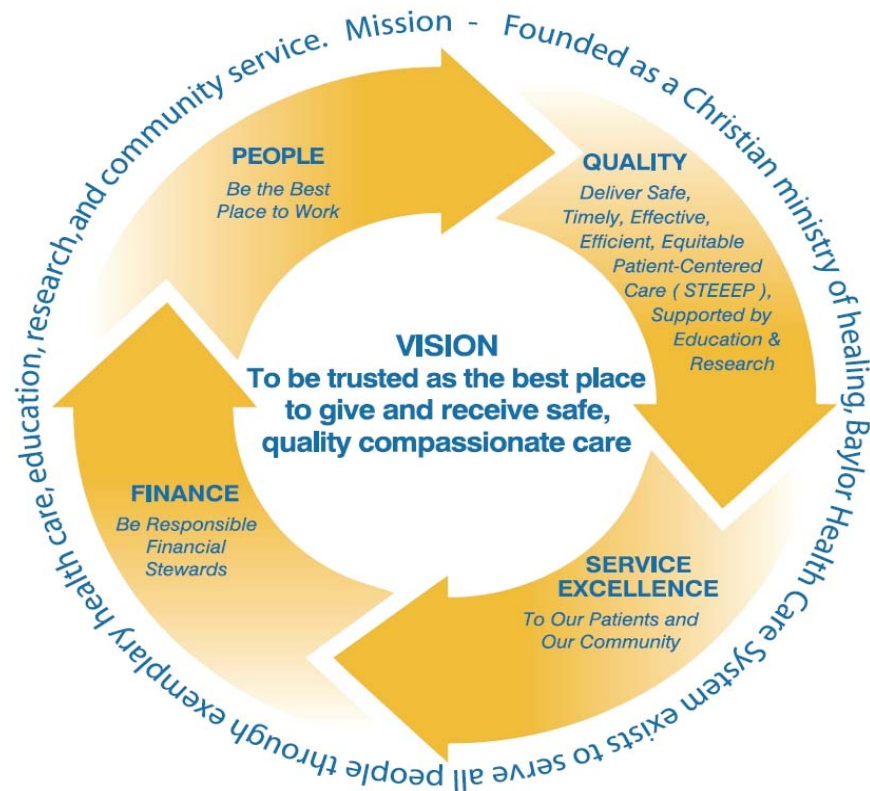 Mission - Founded as a Christian ministry of healing, Baylor Health Care System exists to serve all people through exemplary health care, education, research, and community service.
PEOPLE
Be the Best
Place to Work
QUALITY
Deliver Safe,
Timely, Effective,
Efficient, Equitable
Patient-Centered
Care ( STEEEP ),
Supported by
Education &
Research
VISION
To be trusted as the best place
to give and receive safe,
quality compassionate care
FINANCE
Be Responsible
Financial
Stewards
SERVICE
EXCELLENCE
To Our Patients and
Our Community